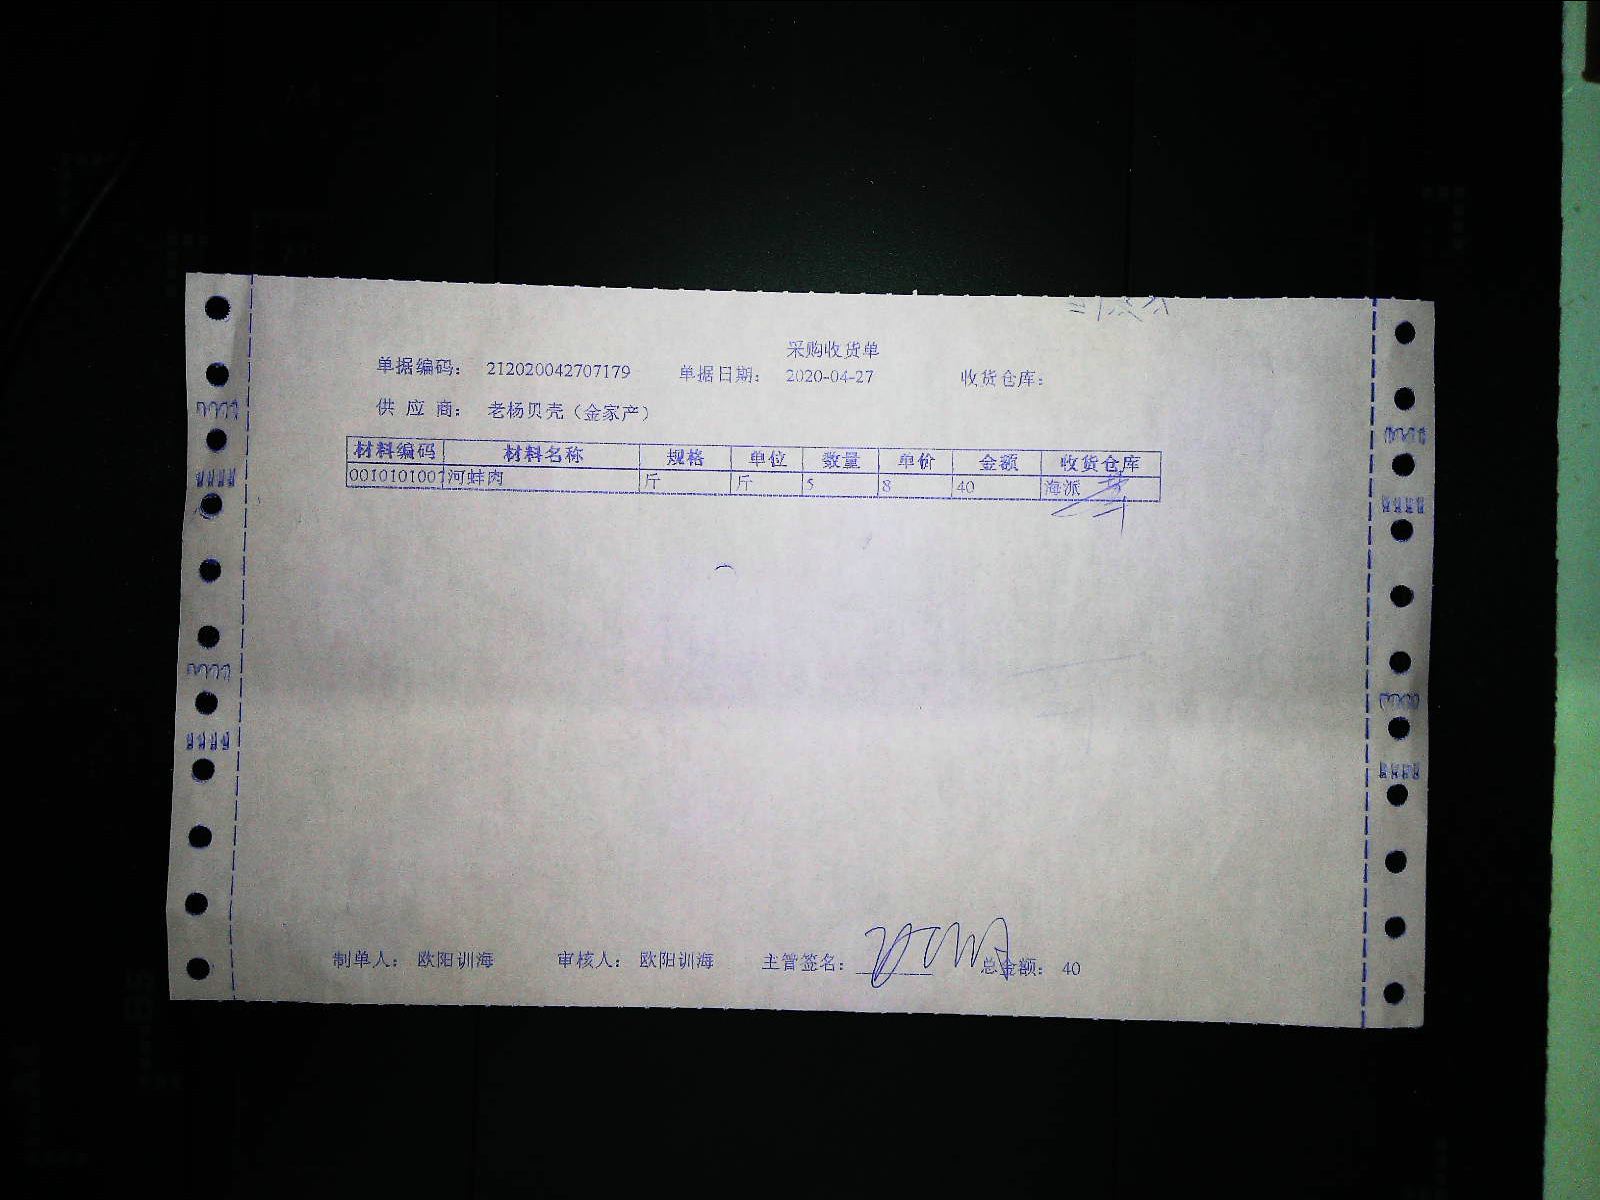 采购收货单
单据编码: 212020042707179 单据日期: 2020-04-27 收货仓库:
供 应 商: 老杨贝壳（金家产）
材料编码 材料名称 规格 单位 数量 单价 金额 收货仓库
0010101001 河蚌肉 斤 斤 5 8 40 海派
制单人: 欧阳训海 审核人: 欧阳训海 主管签名: 总金额: 40